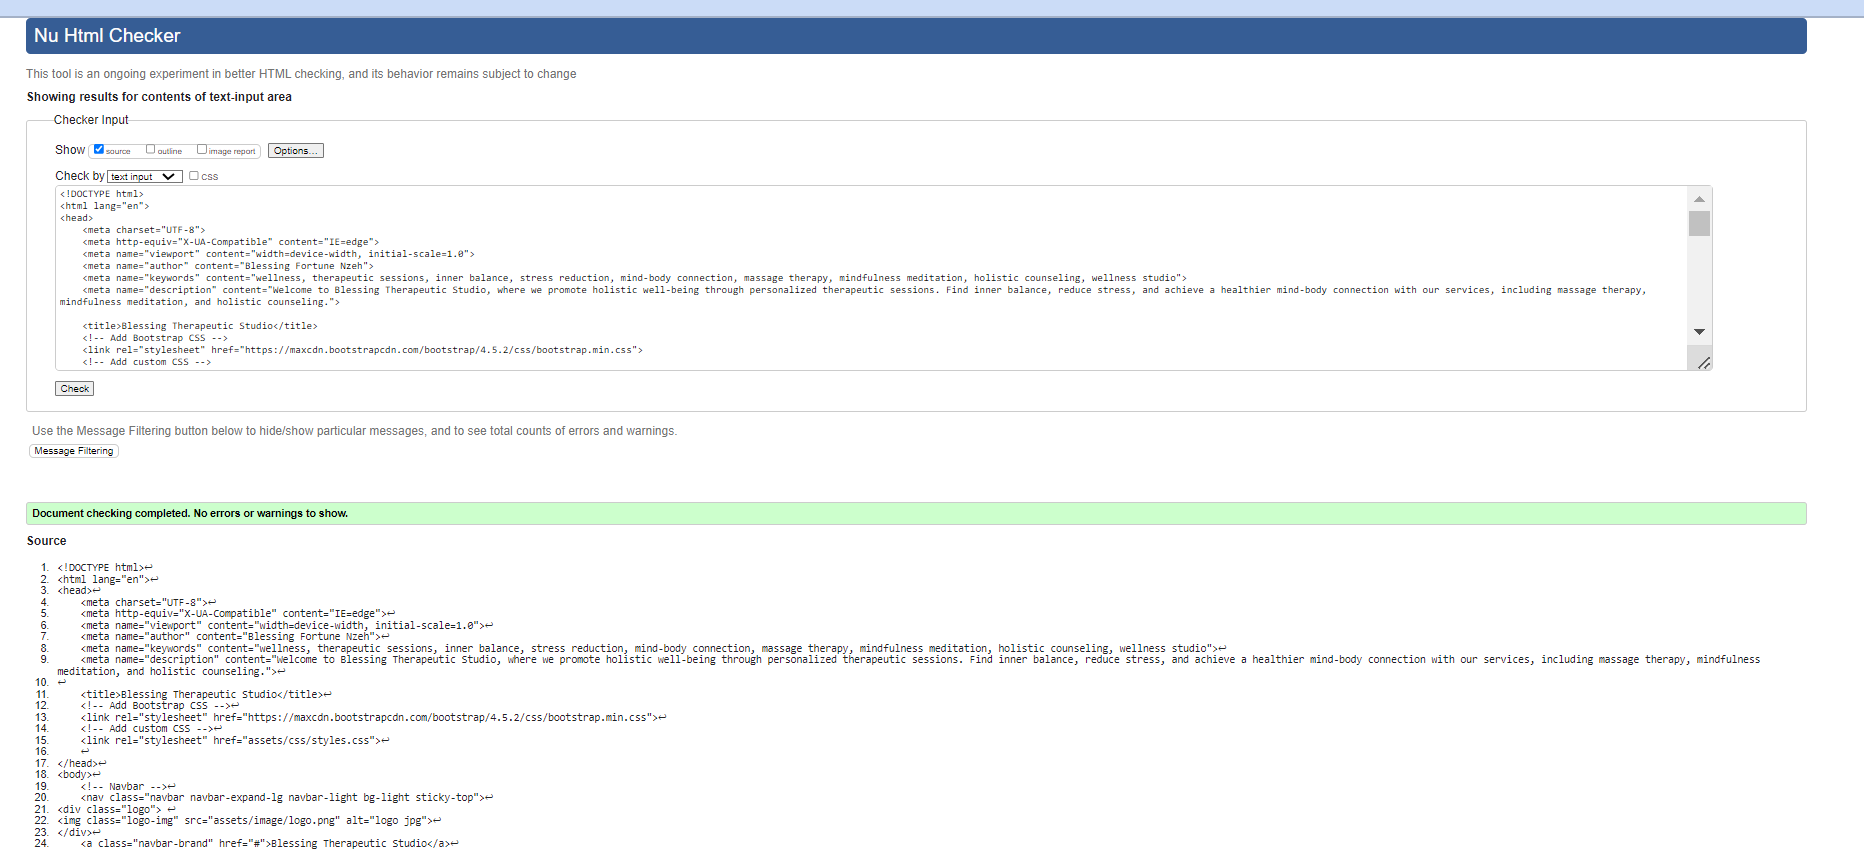 Nu Html Checker
This tool is an ongoing experiment in better HTML checking, and its behavior remains subject to change
Showing results for contents of text-input area
Checker Input
Show source outline image report Options...
Check by text input css
<!DOCTYPE html>
<html lang="en">
<head>
    <meta charset="UTF-8">
    <meta http-equiv="X-UA-Compatible" content="IE=edge">
    <meta name="viewport" content="width=device-width, initial-scale=1.0">
    <meta name="author" content="Blessing Fortune Nzeh">
    <meta name="keywords" content="wellness, therapeutic sessions, inner balance, stress reduction, mind-body connection, massage therapy, mindfulness meditation, holistic counseling, wellness studio">
    <meta name="description" content="Welcome to Blessing Therapeutic Studio, where we promote holistic well-being through personalized therapeutic sessions. Find inner balance, reduce stress, and achieve a healthier mind-body connection with our services, including massage therapy,
mindfulness meditation, and holistic counseling.">
    <title>Blessing Therapeutic Studio</title>
    <!-- Add Bootstrap CSS -->
    <link rel="stylesheet" href="https://maxcdn.bootstrapcdn.com/bootstrap/4.5.2/css/bootstrap.min.css">
    <!-- Add custom CSS -->
Check
Use the Message Filtering button below to hide/show particular messages, and to see total counts of errors and warnings.
Message Filtering
Document checking completed. No errors or warnings to show.
Source
1. <!DOCTYPE html>↩
2. <html lang="en">↩
3. <head>↩
4.     <meta charset="UTF-8">↩
5.     <meta http-equiv="X-UA-Compatible" content="IE=edge">↩
6.     <meta name="viewport" content="width=device-width, initial-scale=1.0">↩
7.     <meta name="author" content="Blessing Fortune Nzeh">↩
8.     <meta name="keywords" content="wellness, therapeutic sessions, inner balance, stress reduction, mind-body connection, massage therapy, mindfulness meditation, holistic counseling, wellness studio">↩
9.     <meta name="description" content="Welcome to Blessing Therapeutic Studio, where we promote holistic well-being through personalized therapeutic sessions. Find inner balance, reduce stress, and achieve a healthier mind-body connection with our services, including massage therapy, mindfulness
meditation, and holistic counseling.">↩
10. ↩
11.     <title>Blessing Therapeutic Studio</title>↩
12.     <!-- Add Bootstrap CSS -->↩
13.     <link rel="stylesheet" href="https://maxcdn.bootstrapcdn.com/bootstrap/4.5.2/css/bootstrap.min.css">↩
14.     <!-- Add custom CSS -->↩
15.     <link rel="stylesheet" href="assets/css/styles.css">↩
16.     ↩
17. </head>↩
18. <body>↩
19.     <!-- Navbar -->↩
20.     <nav class="navbar navbar-expand-lg navbar-light bg-light sticky-top">↩
21. <div class="logo"> ↩
22. <img class="logo-img" src="assets/image/logo.png" alt="logo jpg">↩
23. </div>↩
24.     <a class="navbar-brand" href="#">Blessing Therapeutic Studio</a>↩